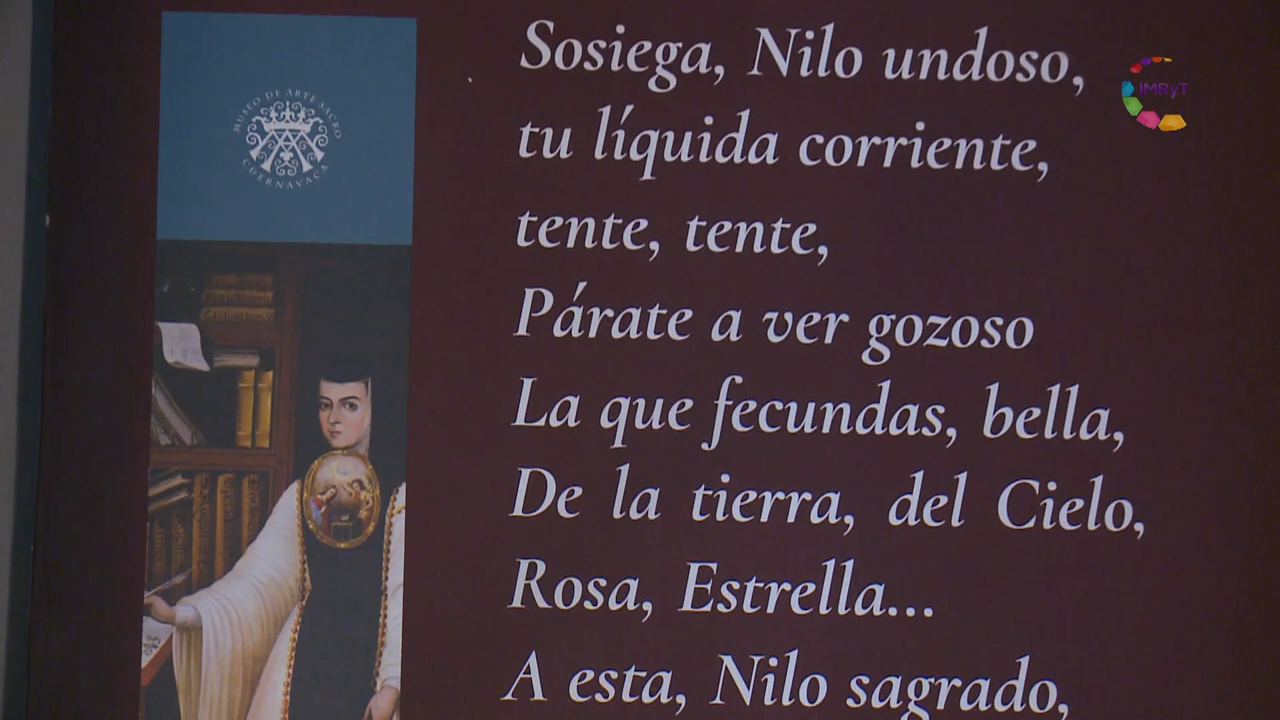 MUSEO DE ARTE SACRO
CUERNAVACA
IMRyT
Sosiega, Nilo undoso,
tu líquida corriente,
tente, tente,
Párate a ver gozoso
La que fecundas, bella,
De la tierra, del Cielo,
Rosa, Estrella...
A esta, Nilo sagrado,